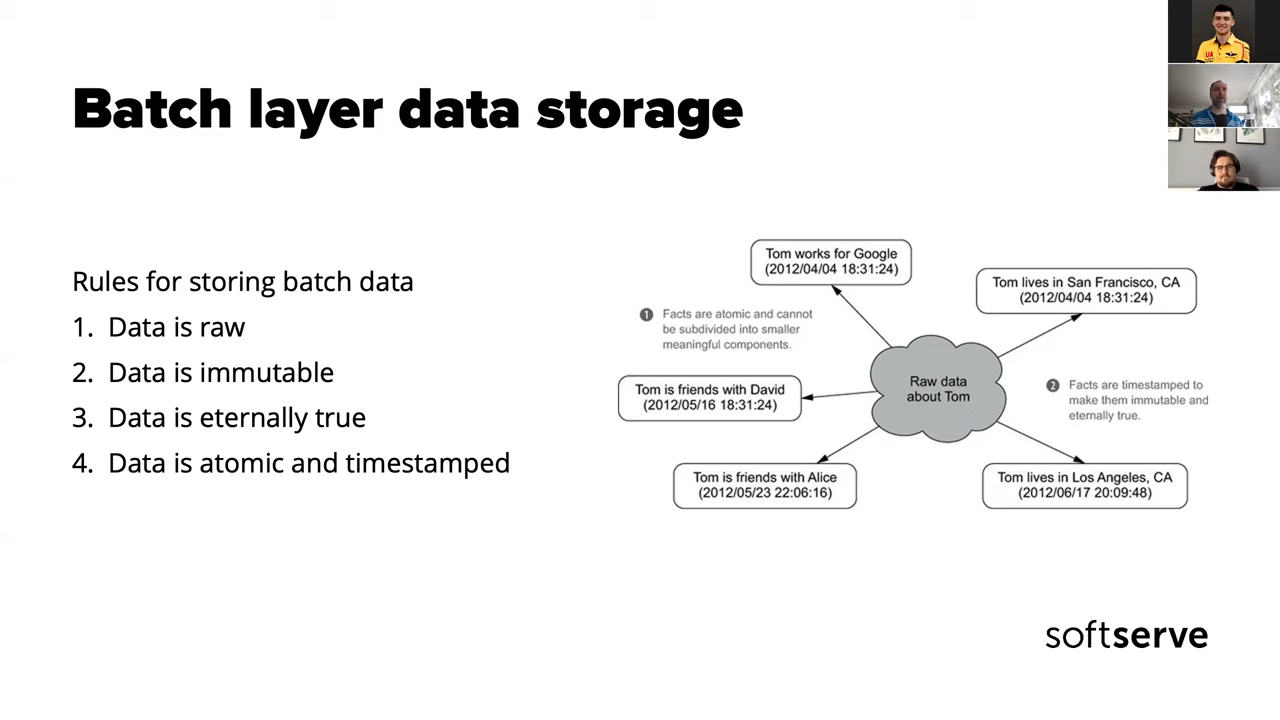 Batch layer data storage
Rules for storing batch data
1. Data is raw
2. Data is immutable
3. Data is eternally true
4. Data is atomic and timestamped
Tom works for Google
(2012/04/04 18:31:24)
Tom lives in San Francisco, CA
(2012/04/04 18:31:24)
1 Facts are atomic and cannot
be subdivided into smaller
meaningful components.
Raw data
about Tom
Tom is friends with David
(2012/05/16 18:31:24)
2 Facts are timestamped to
make them immutable and
eternally true.
Tom is friends with Alice
(2012/05/23 22:06:16)
Tom lives in Los Angeles, CA
(2012/06/17 20:09:48)
softserve
UA